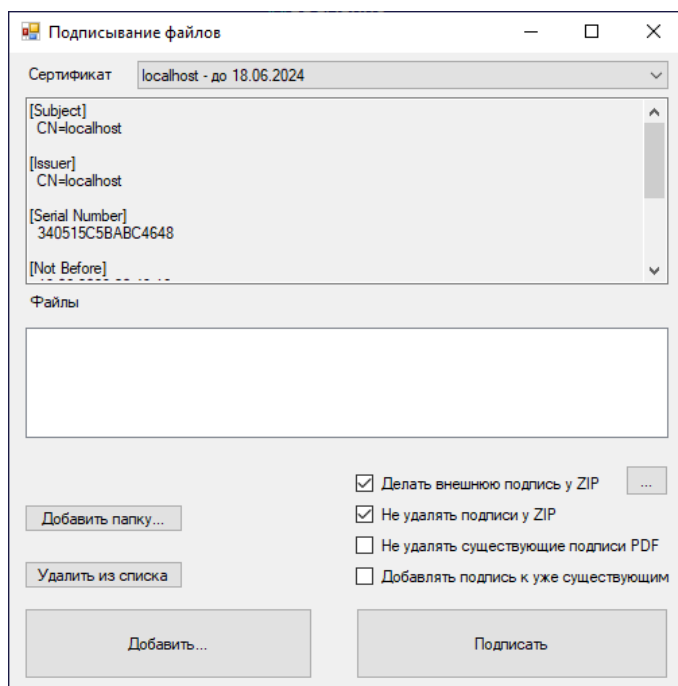 Подписывание файлов
Сертификат
localhost - до 18.06.2024
[Subject]
CN=localhost
[Issuer]
CN=localhost
[Serial Number]
340515C5BABC4648
[Not Before]
Файлы
Делать внешнюю подпись у ZIP
...
Не удалять подписи у ZIP
Добавить папку...
Не удалять существующие подписи PDF
Удалить из списка
Добавлять подпись к уже существующим
Добавить...
Подписать